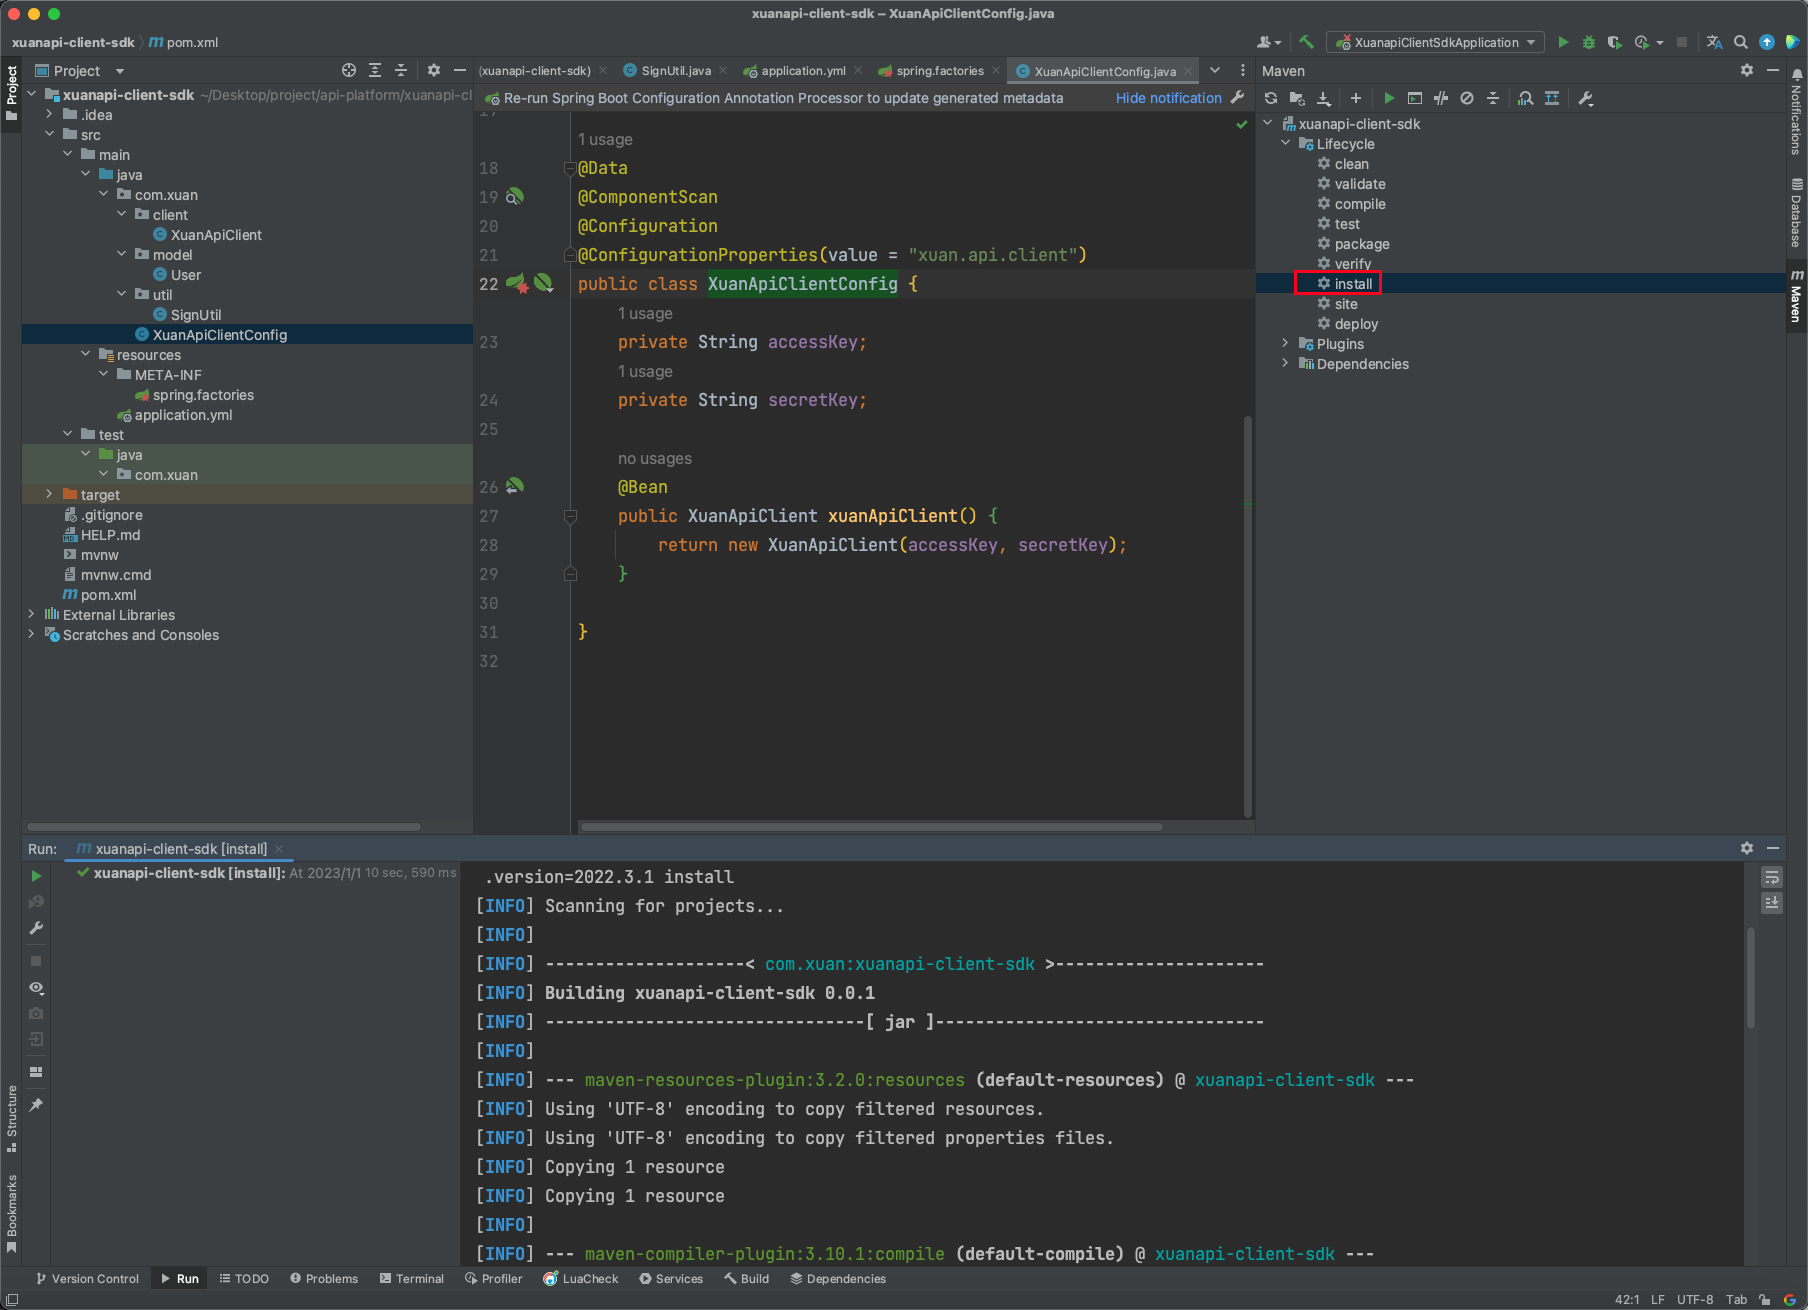 xuanapi-client-sdk – XuanApiClientConfig.java
xuanapi-client-sdk pom.xml
XuanapiClientSdkApplication
Project
Project
xuanapi-client-sdk ~/Desktop/project/api-platform/xuanapi-cl
.idea
src
main
java
com.xuan
client
XuanApiClient
model
User
util
SignUtil
XuanApiClientConfig
resources
META-INF
spring.factories
application.yml
test
java
com.xuan
target
.gitignore
HELP.md
mvnw
mvnw.cmd
pom.xml
External Libraries
Scratches and Consoles
(xuanapi-client-sdk) SignUtil.java application.yml spring.factories XuanApiClientConfig.java
Re-run Spring Boot Configuration Annotation Processor to update generated metadata Hide notification
17
1 usage
18 @Data
19 @ComponentScan
20 @Configuration
21 @ConfigurationProperties(value = "xuan.api.client")
22 public class XuanApiClientConfig {
1 usage
23 private String accessKey;
1 usage
24 private String secretKey;
25
no usages
26 @Bean
27 public XuanApiClient xuanApiClient() {
28 return new XuanApiClient(accessKey, secretKey);
29 }
30
31 }
32
Maven
xuanapi-client-sdk
Lifecycle
clean
validate
compile
test
package
verify
install
site
deploy
Plugins
Dependencies
Notifications
Database
Maven
Run: xuanapi-client-sdk [install]
xuanapi-client-sdk [install]: At 2023/1/1 10 sec, 590 ms
.version=2022.3.1 install
[INFO] Scanning for projects...
[INFO]
[INFO] --------------------< com.xuan:xuanapi-client-sdk >---------------------
[INFO] Building xuanapi-client-sdk 0.0.1
[INFO] --------------------------------[ jar ]---------------------------------
[INFO]
[INFO] --- maven-resources-plugin:3.2.0:resources (default-resources) @ xuanapi-client-sdk ---
[INFO] Using 'UTF-8' encoding to copy filtered resources.
[INFO] Using 'UTF-8' encoding to copy filtered properties files.
[INFO] Copying 1 resource
[INFO] Copying 1 resource
[INFO]
[INFO] --- maven-compiler-plugin:3.10.1:compile (default-compile) @ xuanapi-client-sdk ---
Structure
Bookmarks
Version Control Run TODO Problems Terminal Profiler LuaCheck Services Build Dependencies
42:1 LF UTF-8 Tab